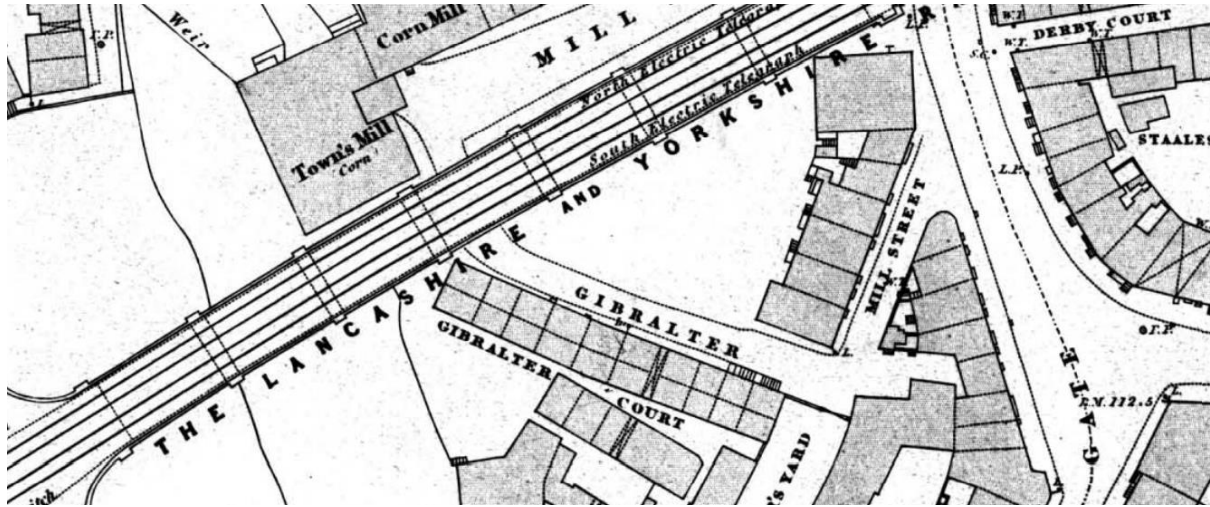 Weir
L.P.
Corn Mill
MILL
North Electric Telegraph
South Electric Telegraph
Town's Mill
Corn
THE LANCASHIRE AND YORKSHIRE
DERBY COURT
W.T.
W.T.
STAALES
L.P.
MILL STREET
GIBRALTER
GIBRALTER COURT
'S YARD
L.P.
B.M. 112.5
GATE